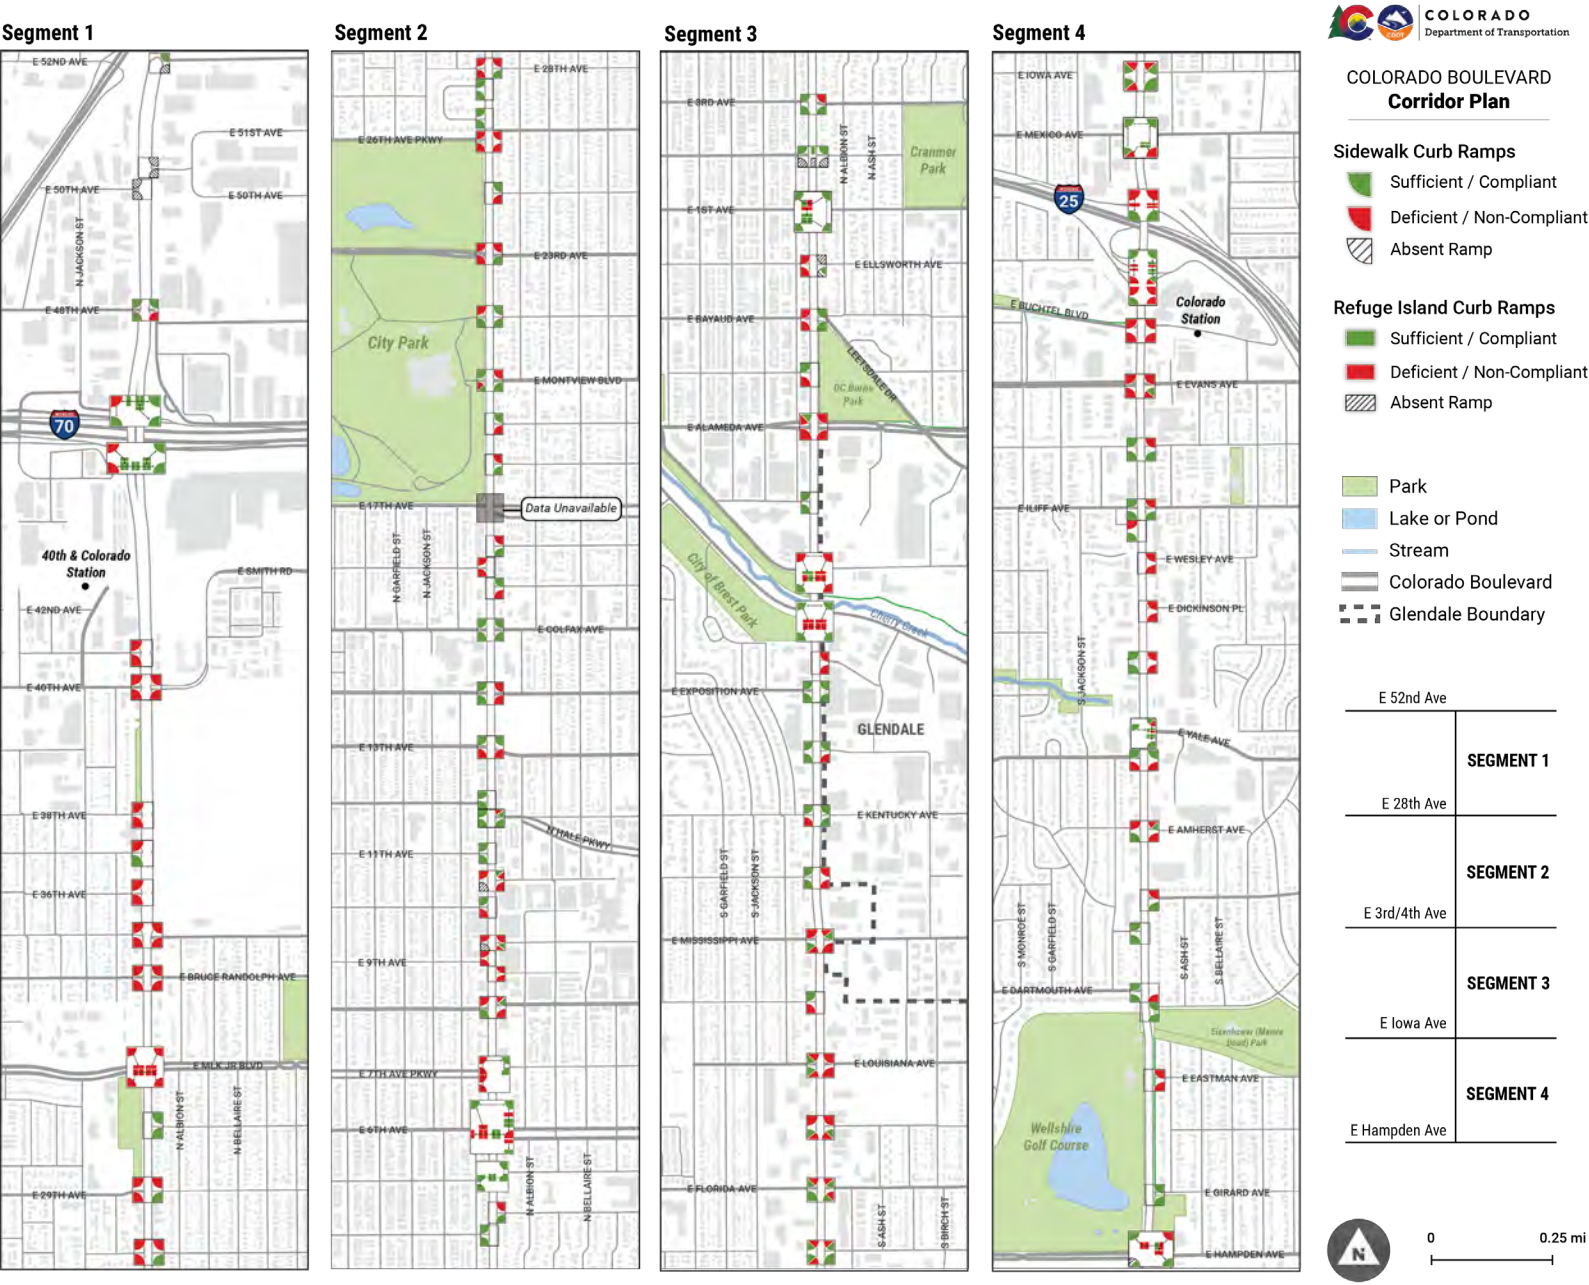 Segment 1
E 52ND AVE
E 51ST AVE
E 50TH AVE
E 50TH AVE
N JACKSON ST
E 48TH AVE
70
40th & Colorado
Station
E SMITH RD
E 42ND AVE
E 40TH AVE
E 38TH AVE
E 36TH AVE
E BRUCE RANDOLPH AVE
E MLK JR BLVD
N ALBION ST
N BELLAIRE ST
E 29TH AVE
Segment 2
E 28TH AVE
E 26TH AVE PKWY
E 23RD AVE
City Park
E MONTVIEW BLVD
E 17TH AVE
Data Unavailable
N GARFIELD ST
N JACKSON ST
E COLFAX AVE
E 13TH AVE
N HALE PKWY
E 11TH AVE
E 9TH AVE
E 7TH AVE PKWY
E 6TH AVE
N ALBION ST
N BELLAIRE ST
Segment 3
E 3RD AVE
N ALBION ST
N ASH ST
Cranmer
Park
E 1ST AVE
E ELLSWORTH AVE
E BAYAUD AVE
LEETSDALE DR
DC Burns
Park
E ALAMEDA AVE
City of Brest Park
Cherry Creek
E EXPOSITION AVE
GLENDALE
E KENTUCKY AVE
S GARFIELD ST
S JACKSON ST
E MISSISSIPPI AVE
E LOUISIANA AVE
E FLORIDA AVE
S ASH ST
S BIRCH ST
Segment 4
E IOWA AVE
E MEXICO AVE
25
E BUCHTEL BLVD
Colorado
Station
E EVANS AVE
E ILIFF AVE
E WESLEY AVE
E DICKINSON PL
S JACKSON ST
E YALE AVE
E AMHERST AVE
S MONROE ST
S GARFIELD ST
S ASH ST
S BELLAIRE ST
E DARTMOUTH AVE
Eisenhower (Mamie
Doud) Park
E EASTMAN AVE
Wellshire
Golf Course
E GIRARD AVE
E HAMPDEN AVE
COLORADO
Department of Transportation
COLORADO BOULEVARD
Corridor Plan
Sidewalk Curb Ramps
Sufficient / Compliant
Deficient / Non-Compliant
Absent Ramp
Refuge Island Curb Ramps
Sufficient / Compliant
Deficient / Non-Compliant
Absent Ramp
Park
Lake or Pond
Stream
Colorado Boulevard
Glendale Boundary
E 52nd Ave
SEGMENT 1
E 28th Ave
SEGMENT 2
E 3rd/4th Ave
SEGMENT 3
E Iowa Ave
SEGMENT 4
E Hampden Ave
N
0 0.25 mi